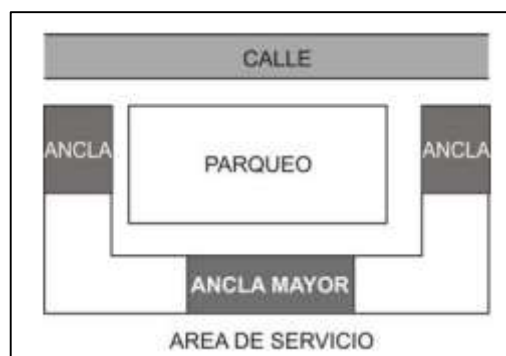 CALLE
ANCLA
PARQUEO
ANCLA
ANCLA MAYOR
AREA DE SERVICIO